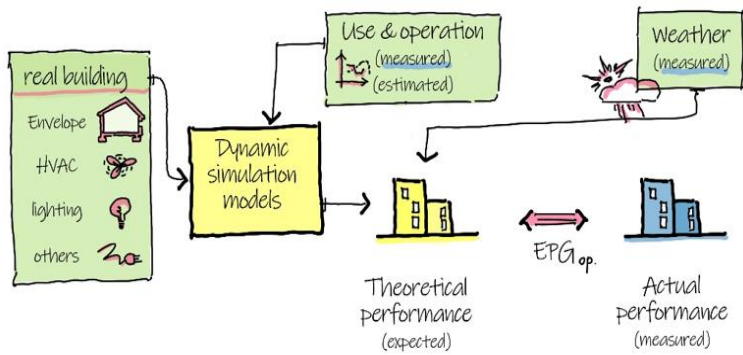 real building
Envelope
HVAC
lighting
others
Use & operation
(measured)
(estimated)
Weather
(measured)
Dynamic
simulation
models
EPG op.
Theoretical
performance
(expected)
Actual
performance
(measured)